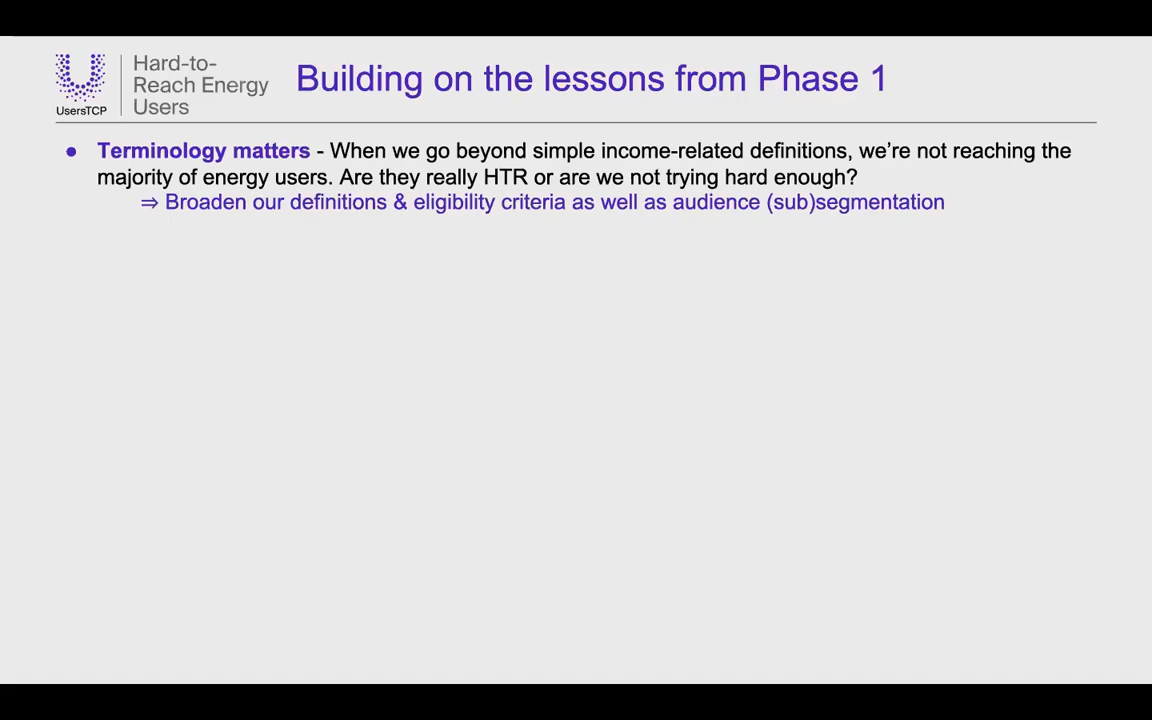 UsersTCP
Hard-to-
Reach Energy
Users
Building on the lessons from Phase 1
● Terminology matters - When we go beyond simple income-related definitions, we’re not reaching the
majority of energy users. Are they really HTR or are we not trying hard enough?
⇒ Broaden our definitions & eligibility criteria as well as audience (sub)segmentation